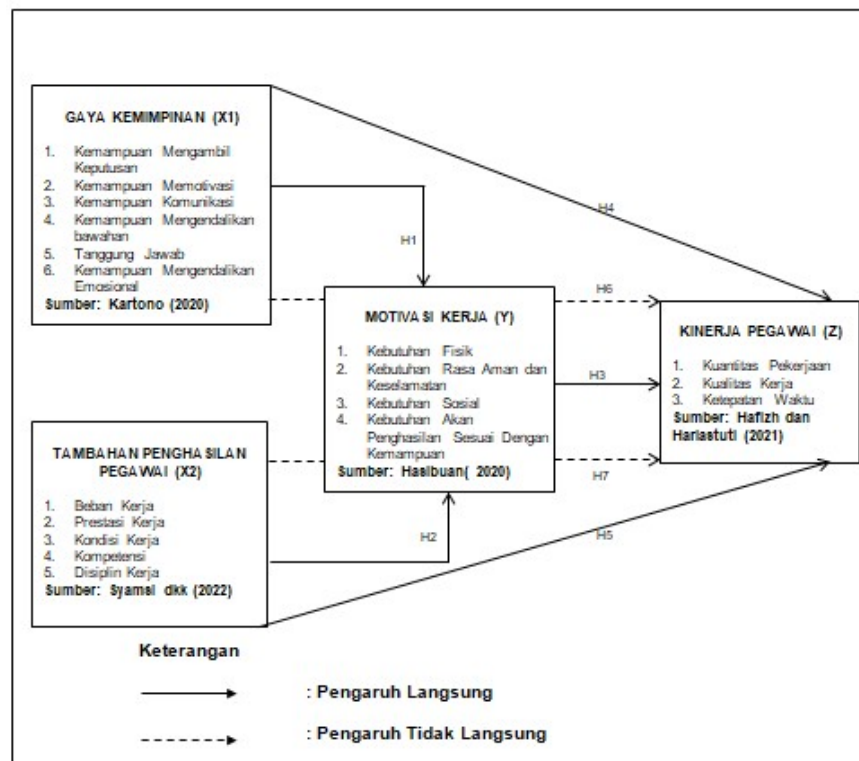 GAYA KEMIMPINAN (X1)
1. Kemampuan Mengambil
Keputusan
2. Kemampuan Memotivasi
3. Kemampuan Komunikasi
4. Kemampuan Mengendalikan
bawahan
5. Tanggung Jawab
6. Kemampuan Mengendalikan
Emosional
Sumber: Kartono (2020)
H4
H1
H6
MOTIVASI KERJA (Y)
1. Kebutuhan Fisik
2. Kebutuhan Rasa Aman dan
Keselamatan
3. Kebutuhan Sosial
4. Kebutuhan Akan
Penghasilan Sesuai Dengan
Kemampuan
Sumber: Hasibuan( 2020)
H3
KINERJA PEGAWAI (Z)
1. Kuantitas Pekerjaan
2. Kualitas Kerja
3. Ketepatan Waktu
Sumber: Hafizh dan
Hariastuti (2021)
TAMBAHAN PENGHASILAN
PEGAWAI (X2)
1. Beban Kerja
2. Prestasi Kerja
3. Kondisi Kerja
4. Kompetensi
5. Disiplin Kerja
Sumber: Syamsi dkk (2022)
H7
H2
H5
Keterangan
: Pengaruh Langsung
: Pengaruh Tidak Langsung